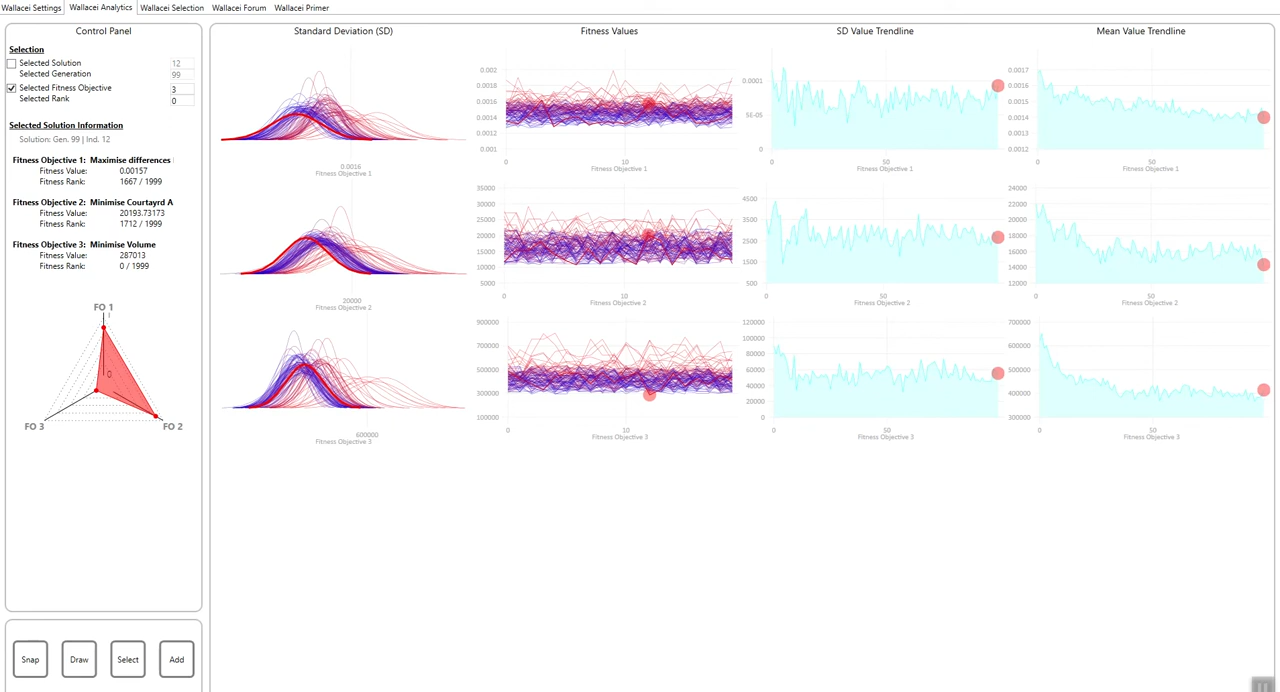 Wallacei Settings Wallacei Analytics Wallacei Selection Wallacei Forum Wallacei Primer
Control Panel
Selection
Selected Solution 12
Selected Generation 99
Selected Fitness Objective 3
Selected Rank 0
Selected Solution Information
Solution: Gen. 99 | Ind. 12
Fitness Objective 1: Maximise differences
Fitness Value: 0.00157
Fitness Rank: 1667 / 1999
Fitness Objective 2: Minimise Courtayrd A
Fitness Value: 20193.73173
Fitness Rank: 1712 / 1999
Fitness Objective 3: Minimise Volume
Fitness Value: 287013
Fitness Rank: 0 / 1999
FO 1
0
FO 3
FO 2
Snap
Draw
Select
Add
Standard Deviation (SD)
0.0016
Fitness Objective 1
20000
Fitness Objective 2
600000
Fitness Objective 3
Fitness Values
0.002
0.0018
0.0016
0.0014
0.0012
0.001
0 10
Fitness Objective 1
35000
30000
25000
20000
15000
10000
5000
0 10
Fitness Objective 2
900000
700000
500000
300000
100000
0 10
Fitness Objective 3
SD Value Trendline
0.0001
5E-05
0
0 50
Fitness Objective 1
4500
3500
2500
1500
500
0 50
Fitness Objective 2
120000
100000
80000
60000
40000
20000
0
0 50
Fitness Objective 3
Mean Value Trendline
0.0017
0.0016
0.0015
0.0014
0.0013
0.0012
0 50
Fitness Objective 1
24000
22000
20000
18000
16000
14000
12000
0 50
Fitness Objective 2
700000
600000
500000
400000
300000
0 50
Fitness Objective 3